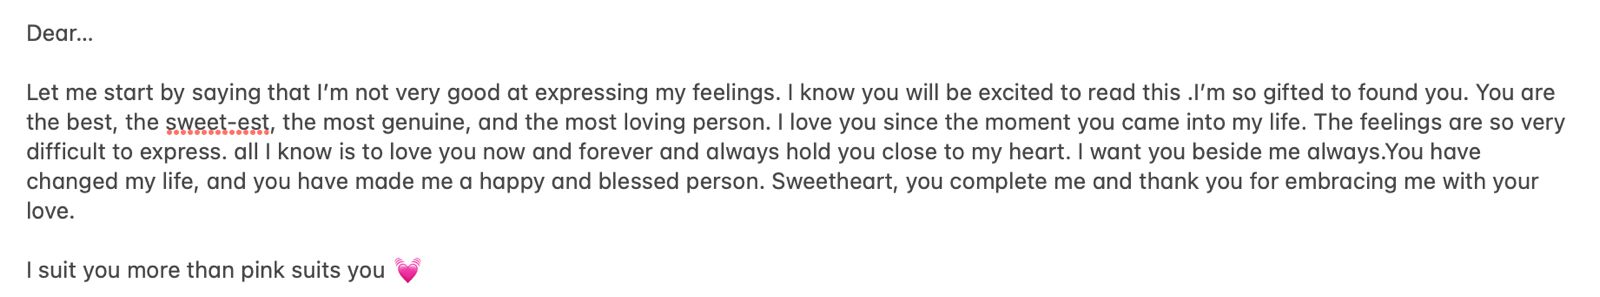 Dear...
Let me start by saying that I’m not very good at expressing my feelings. I know you will be excited to read this .I’m so gifted to found you. You are
the best, the sweet-est, the most genuine, and the most loving person. I love you since the moment you came into my life. The feelings are so very
difficult to express. all I know is to love you now and forever and always hold you close to my heart. I want you beside me always.You have
changed my life, and you have made me a happy and blessed person. Sweetheart, you complete me and thank you for embracing me with your
love.
I suit you more than pink suits you 💓